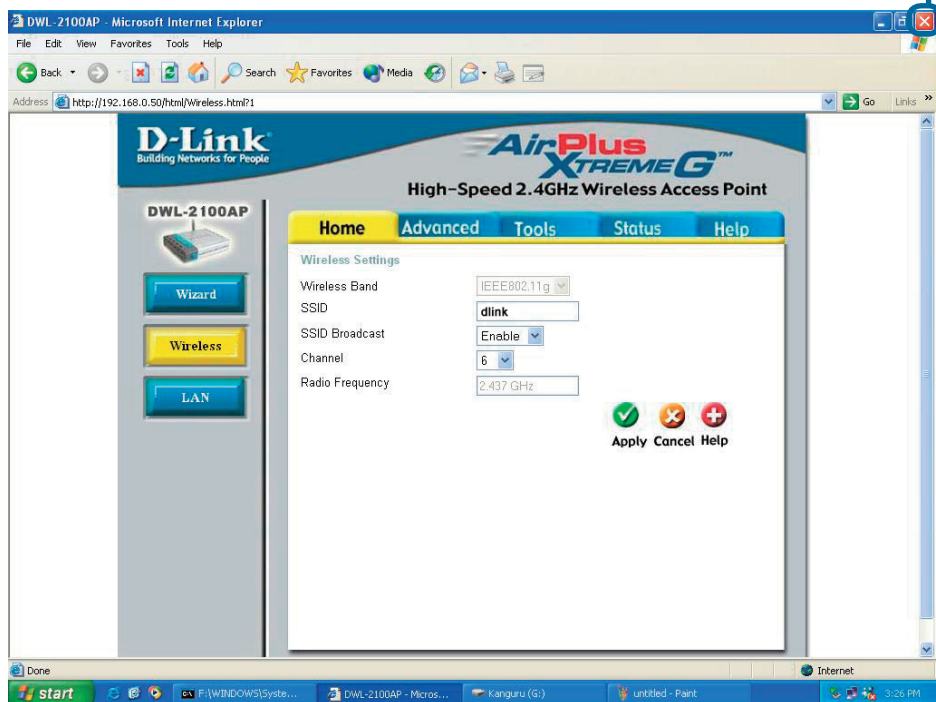 DWL-2100AP - Microsoft Internet Explorer
File Edit View Favorites Tools Help
Back Search Favorites Media
Address http://192.168.0.50/html/Wireless.html?1 Go Links »
D-Link
Building Networks for People
AirPlus
XTREME G™
High-Speed 2.4GHz Wireless Access Point
DWL-2100AP
Home Advanced Tools Status Help
Wireless Settings
Wizard
Wireless Band IEEE802.11g
SSID dlink
SSID Broadcast Enable
Wireless
Channel 6
Radio Frequency 2.437 GHz
LAN
Apply Cancel Help
Done Internet
start F:\WINDOWS\Syste... DWL-2100AP - Micros... Kanguru (G:) untitled - Paint 3:26 PM